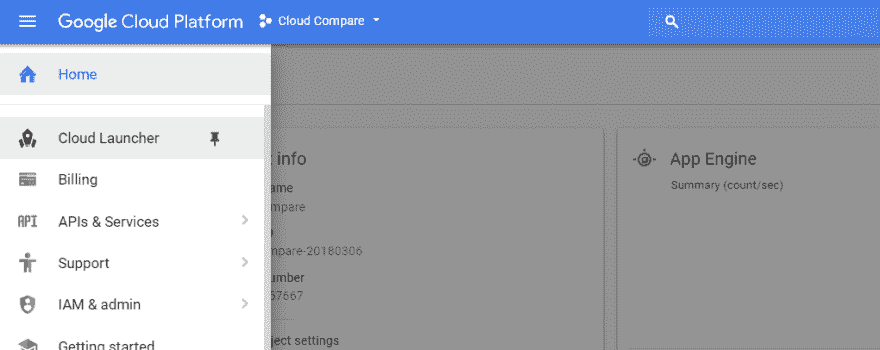 Google Cloud Platform
Cloud Compare
Home
Cloud Launcher
Billing
API APIs & Services
Support
IAM & admin
Getting started
info
ame
mpare
mpare-20180306
umber
67667
ject settings
App Engine
Summary (count/sec)